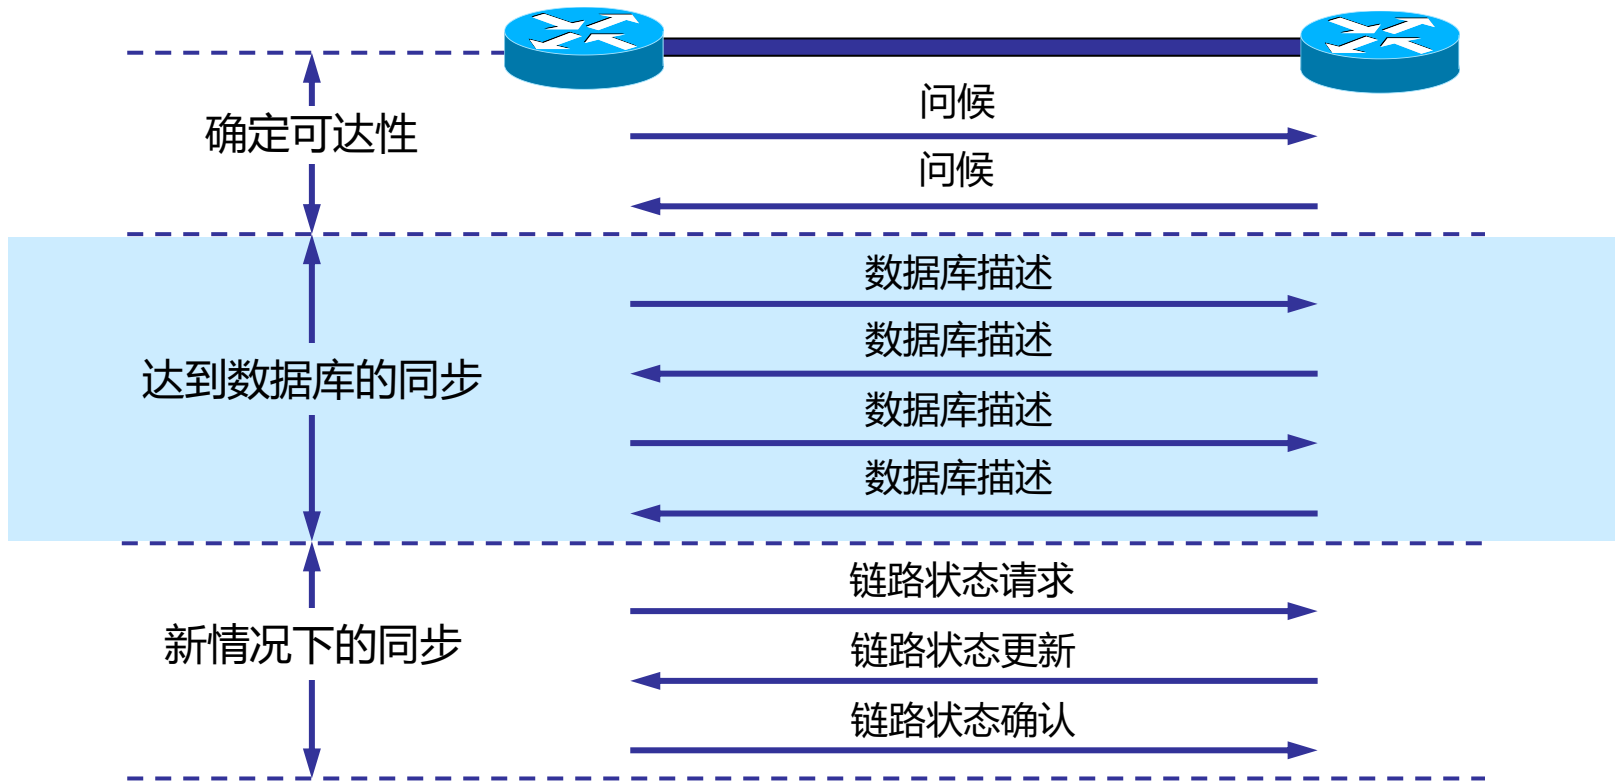 问候
确定可达性
问候
数据库描述
数据库描述
达到数据库的同步
数据库描述
数据库描述
链路状态请求
新情况下的同步
链路状态更新
链路状态确认